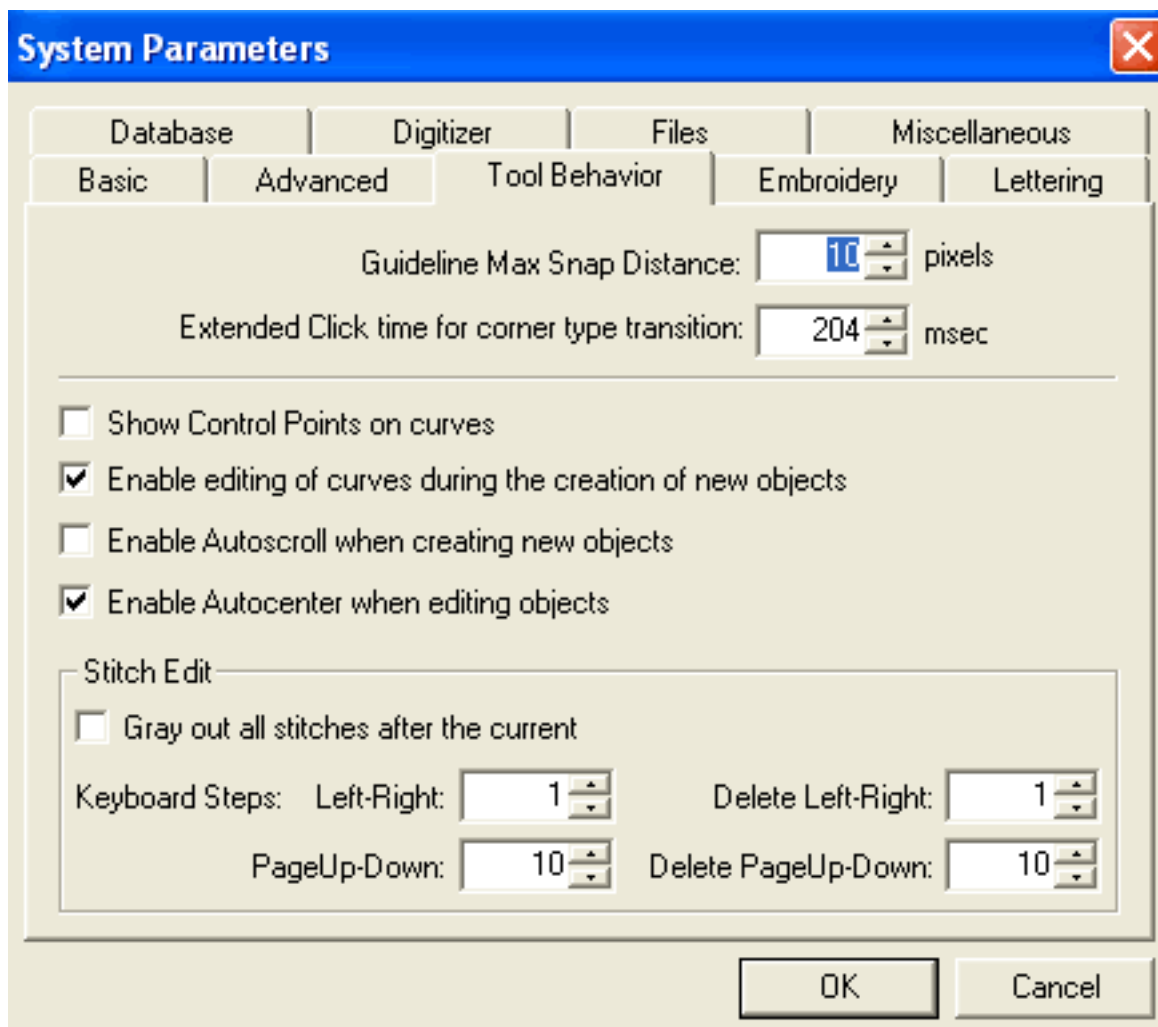 System Parameters
Database Digitizer Files Miscellaneous
Basic Advanced Tool Behavior Embroidery Lettering
Guideline Max Snap Distance: 10 pixels
Extended Click time for corner type transition: 204 msec
Show Control Points on curves
Enable editing of curves during the creation of new objects
Enable Autoscroll when creating new objects
Enable Autocenter when editing objects
Stitch Edit
Gray out all stitches after the current
Keyboard Steps: Left-Right: 1 Delete Left-Right: 1
PageUp-Down: 10 Delete PageUp-Down: 10
OK Cancel